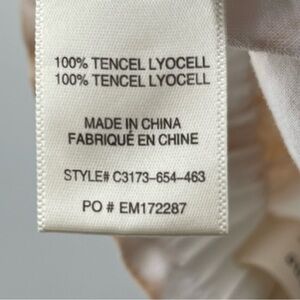 100% TENCEL LYOCELL
100% TENCEL LYOCELL
MADE IN CHINA
FABRIQUÉ EN CHINE
STYLE# C3173-654-463
PO # EM172287